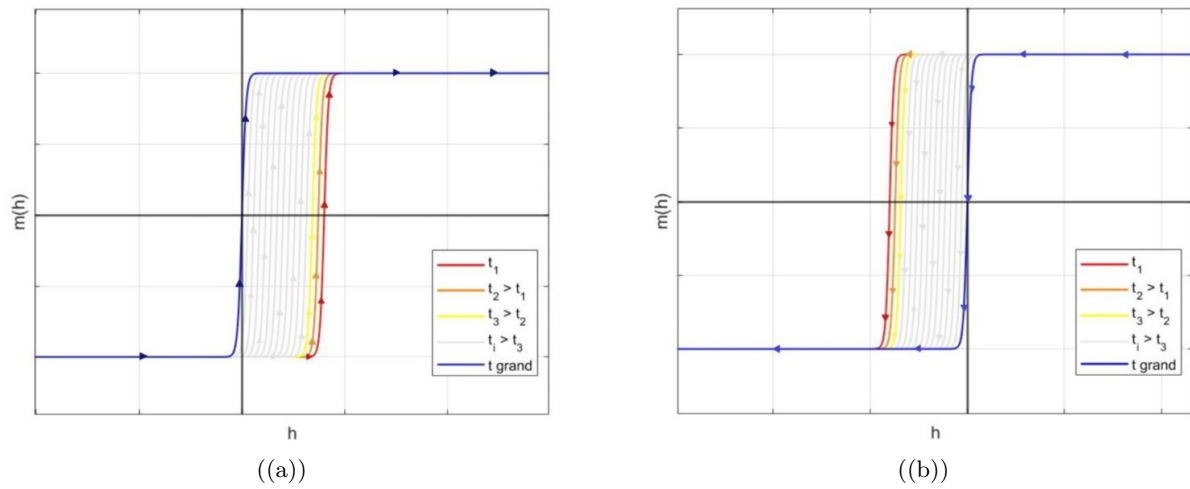 m(h)
t1
t2 > t1
t3 > t2
ti > t3
t grand
h
((a))
m(h)
t1
t2 > t1
t3 > t2
ti > t3
t grand
h
((b))